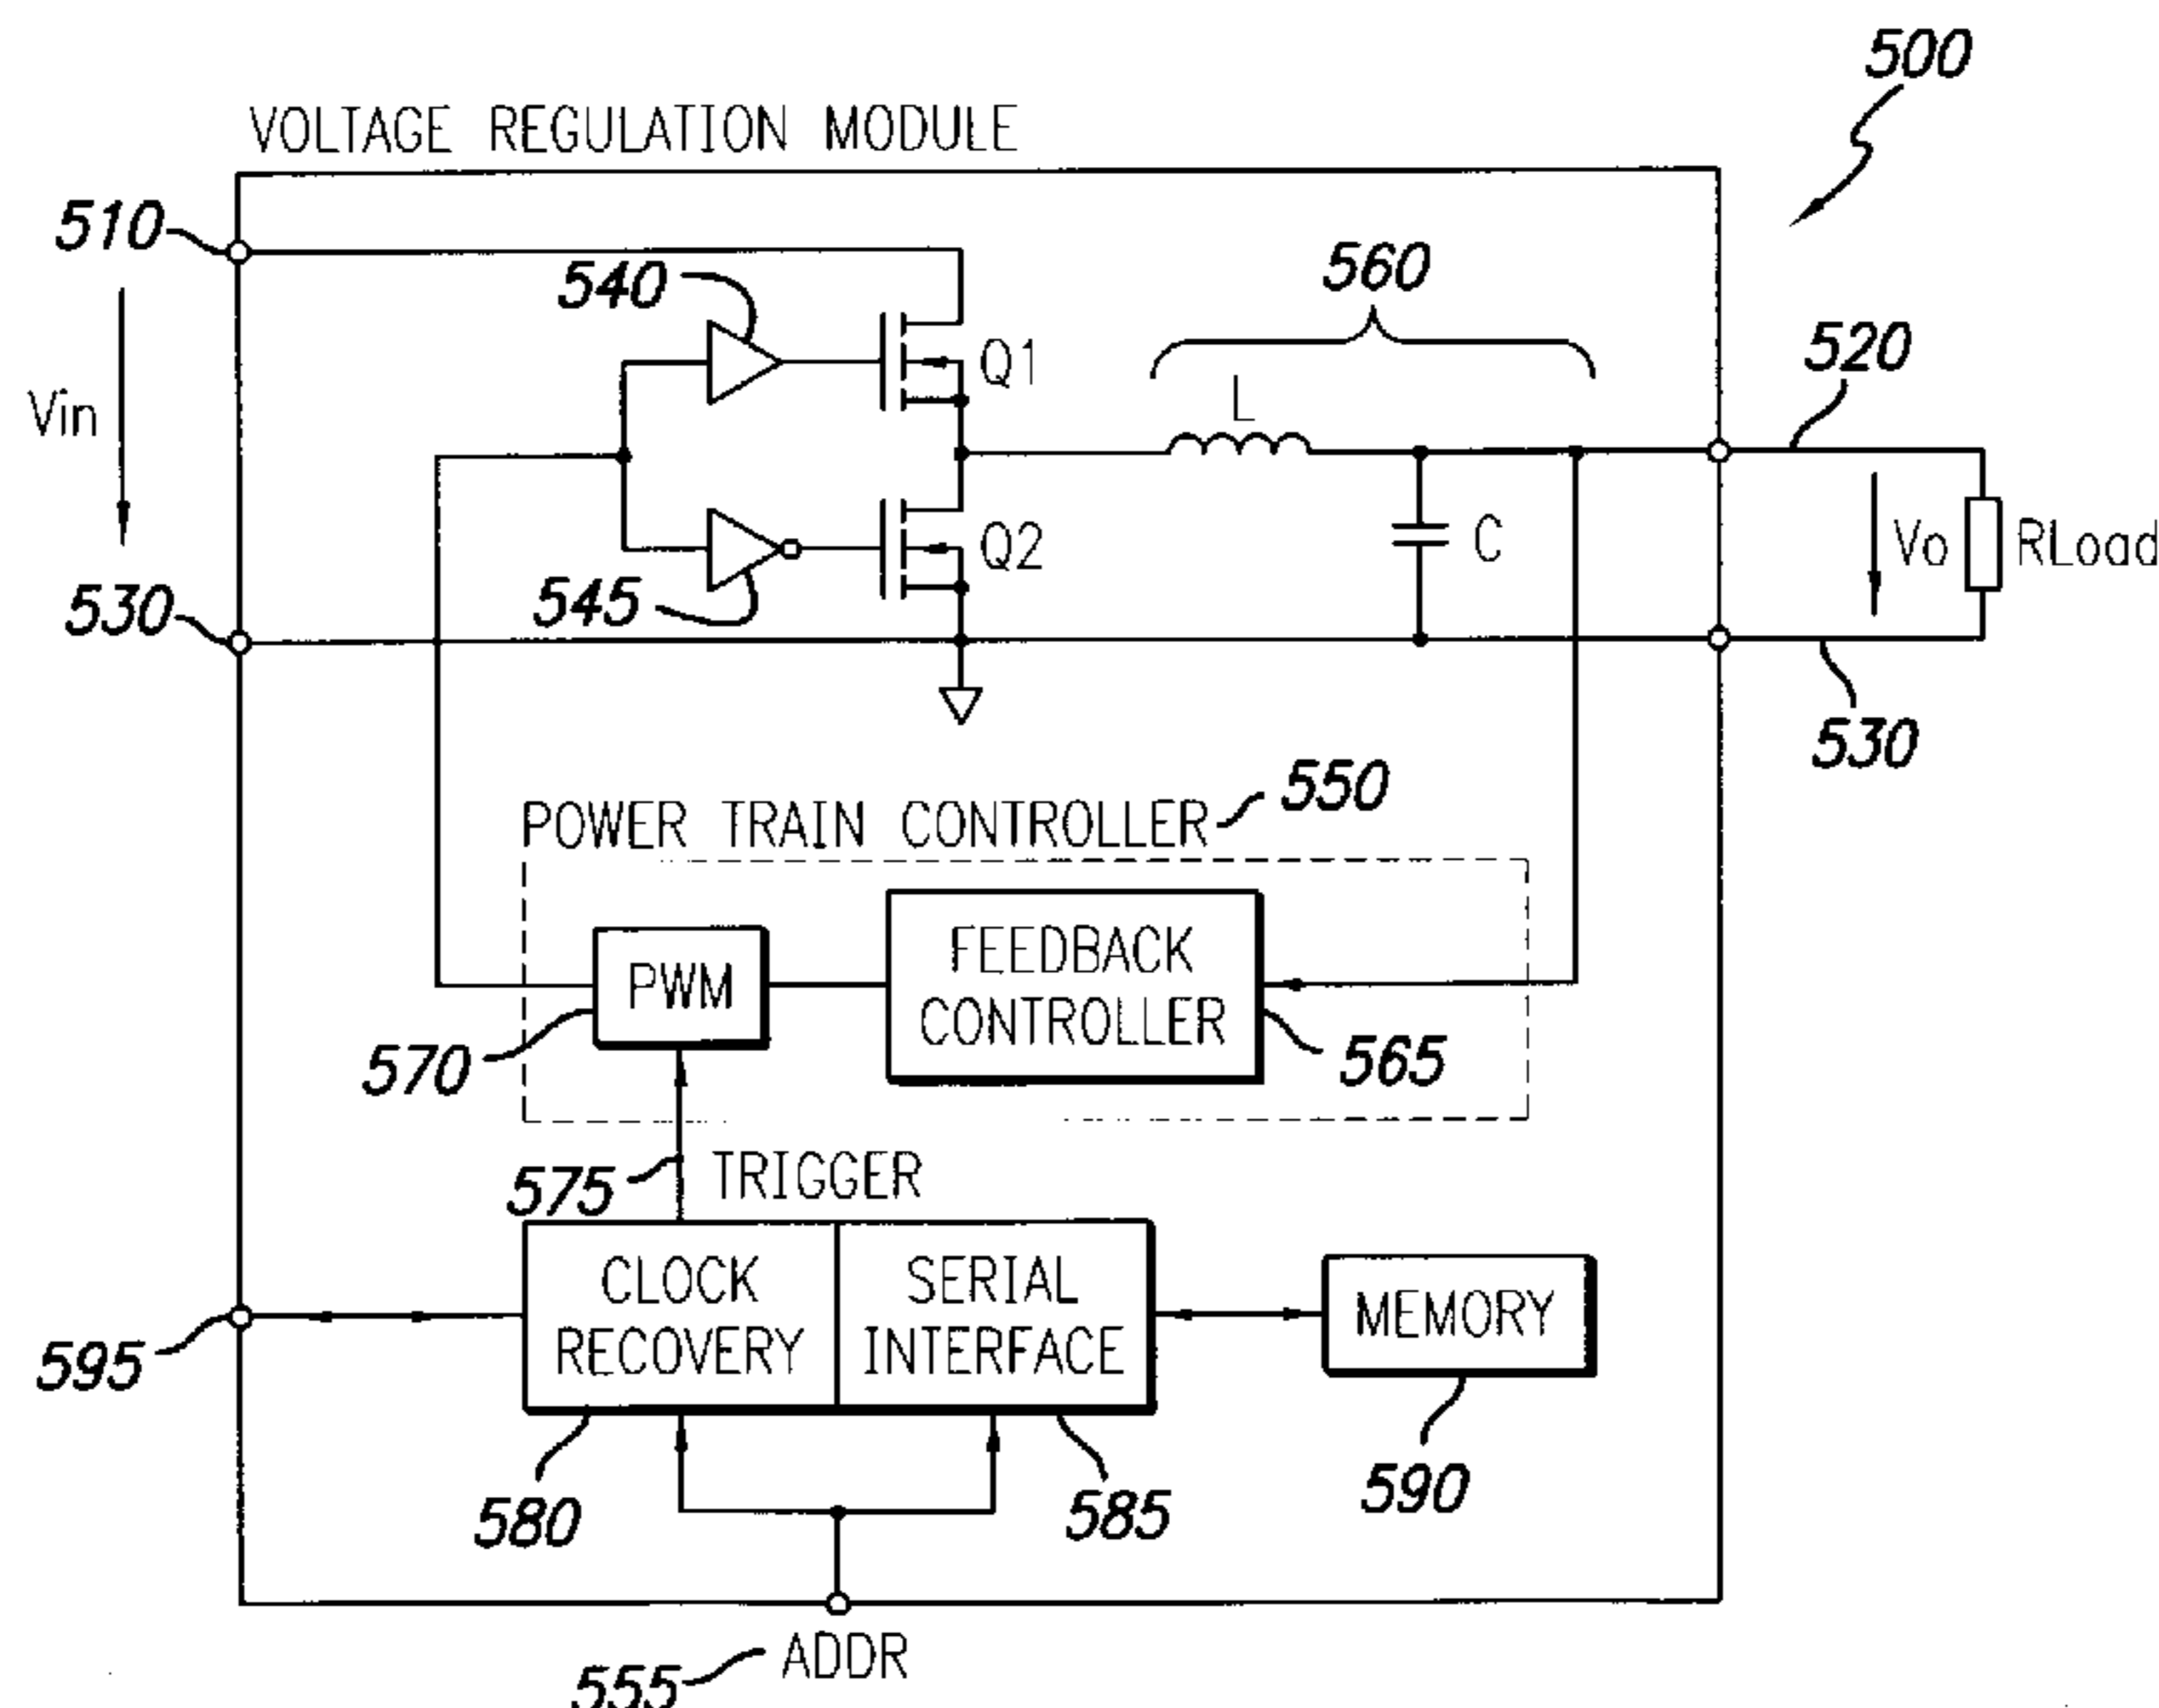 500
VOLTAGE REGULATION MODULE
510
540
560
520
Vin
Q1
L
Q2
C
Vo
RLoad
530
545
530
550
POWER TRAIN CONTROLLER
PWM
FEEDBACK
CONTROLLER
570
565
575
TRIGGER
CLOCK
RECOVERY
SERIAL
INTERFACE
MEMORY
595
580
585
590
ADDR
555